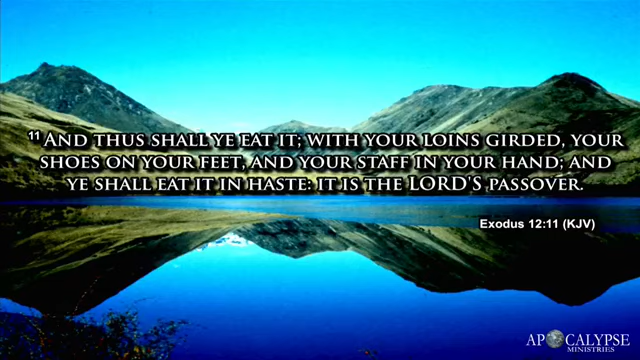 11 AND THUS SHALL YE EAT IT; WITH YOUR LOINS GIRDED, YOUR
SHOES ON YOUR FEET, AND YOUR STAFF IN YOUR HAND; AND
YE SHALL EAT IT IN HASTE: IT IS THE LORD'S PASSOVER.
Exodus 12:11 (KJV)
APOCALYPSE
MINISTRIES